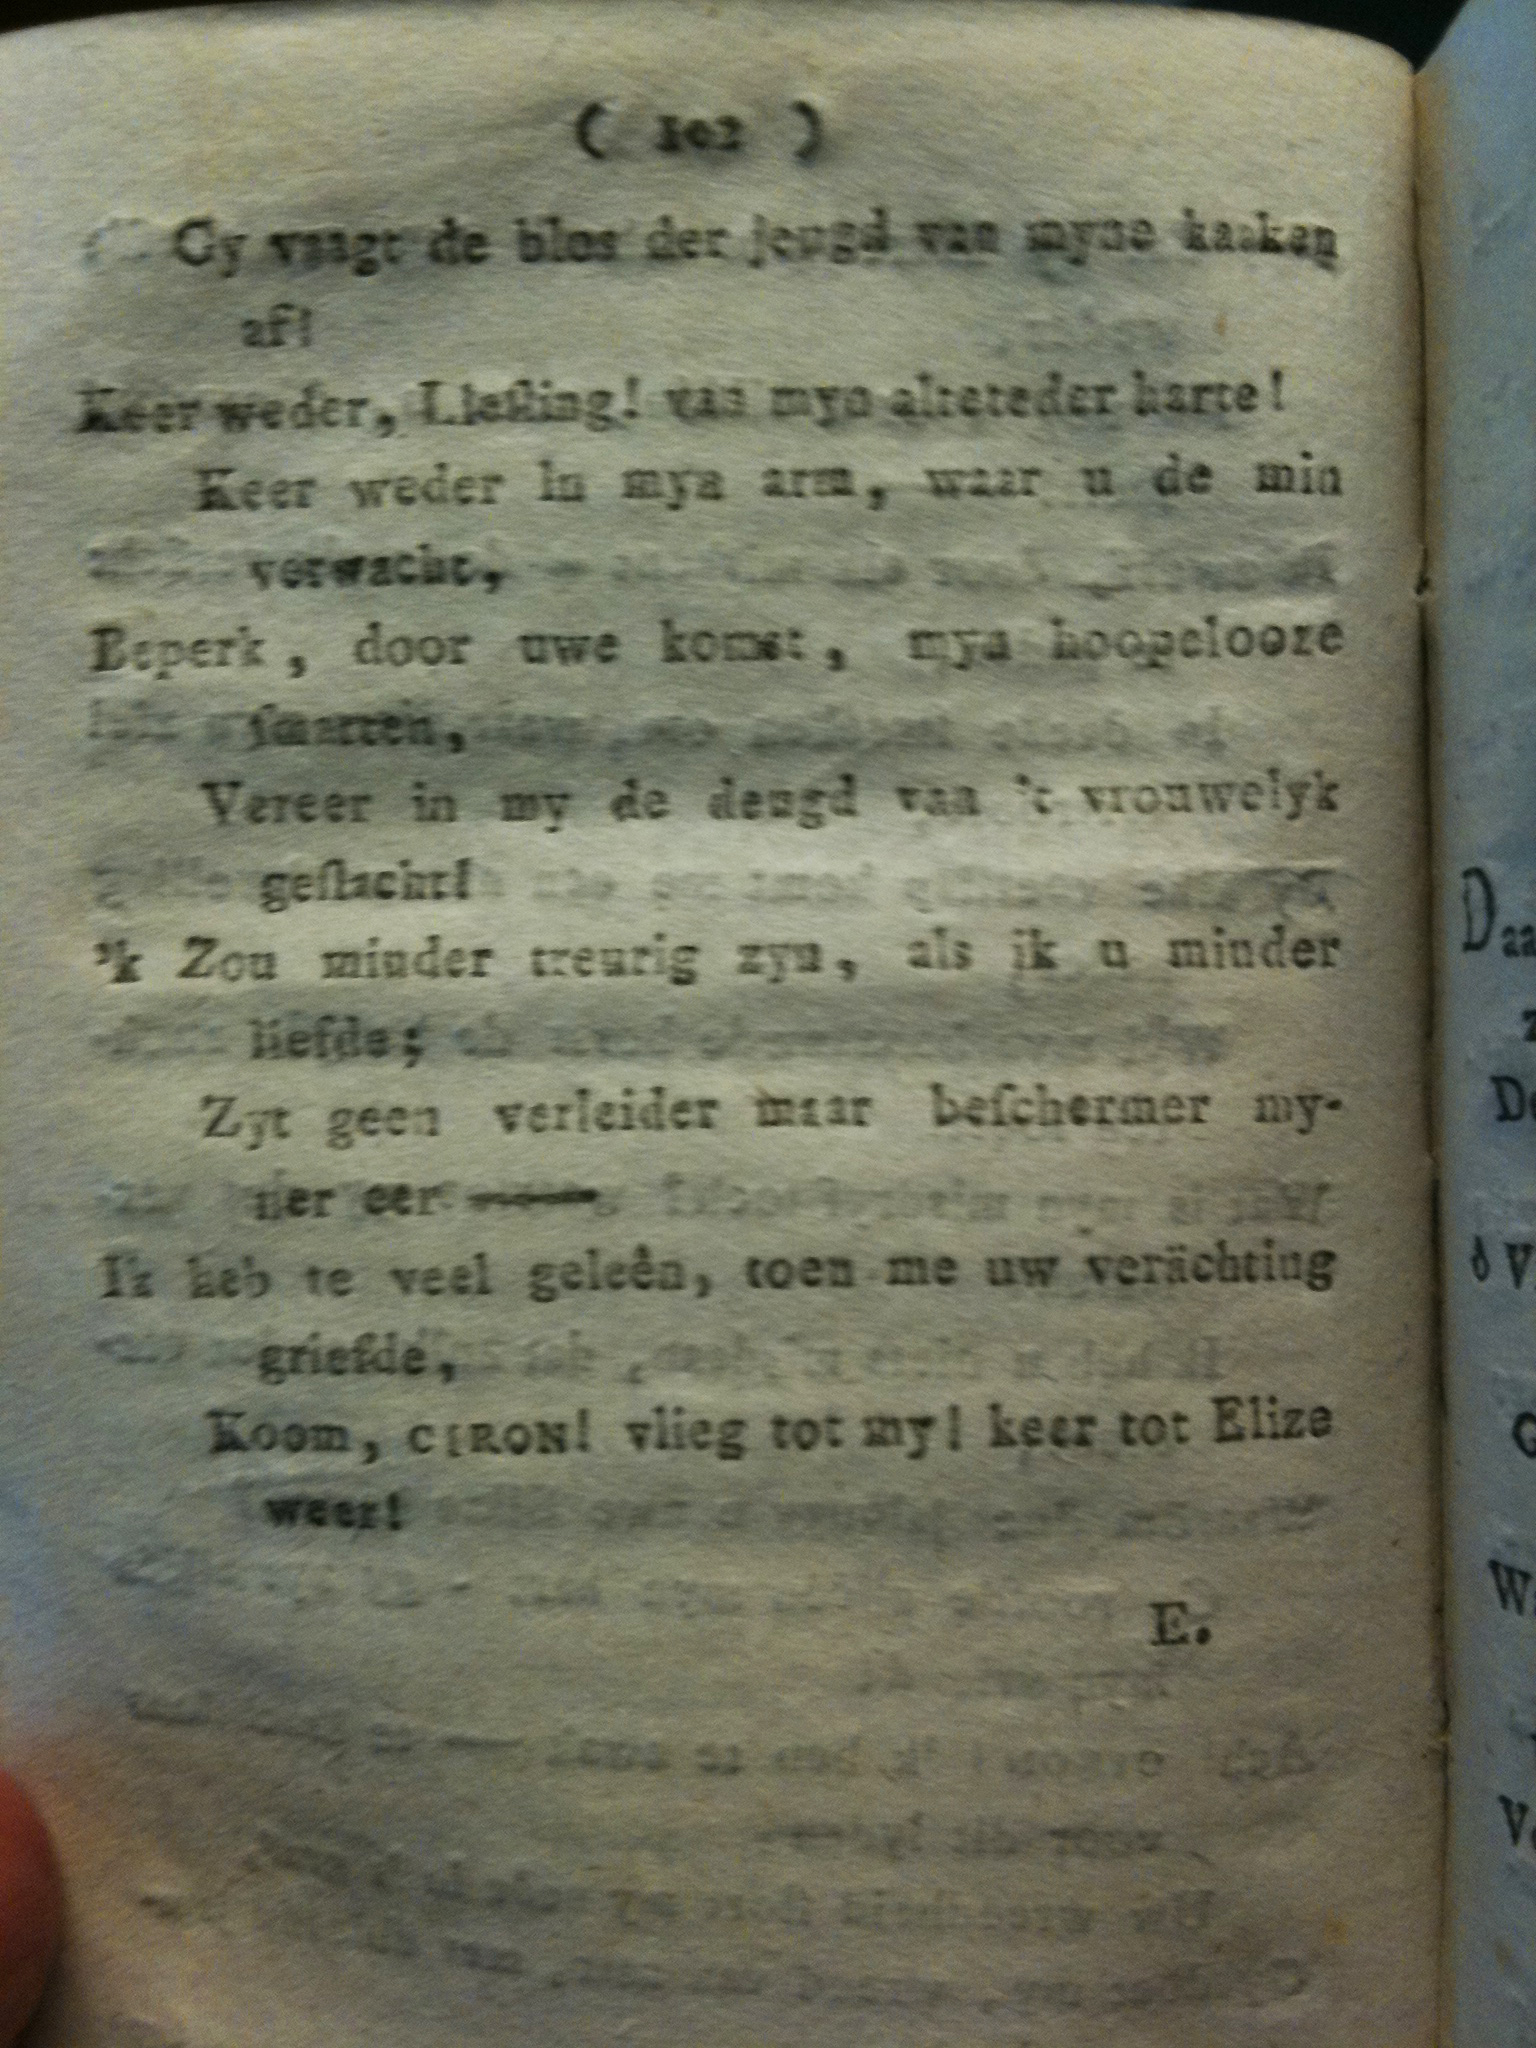 ( 102 )
Gy vaagt de blos der jeugd van myne kaaken
af!
Keer weder, Liefling! van myn alteteder harte!
Keer weder in myn arm, waar u de min
verwacht,
Beperk, door uwe komst, myn hoopelooze
ſmarten,
Vereer in my de deugd van 't vrouwelyk
geſlacht!
'k Zou minder treurig zyn, als ik u minder
liefde;
Zyt geen verleider maar beſchermer my-
ner eer —
Ik heb te veel geleên, toen me uw verächting
griefde,
Koom, CIRON! vlieg tot my! keer tot Elize
weer!
E.